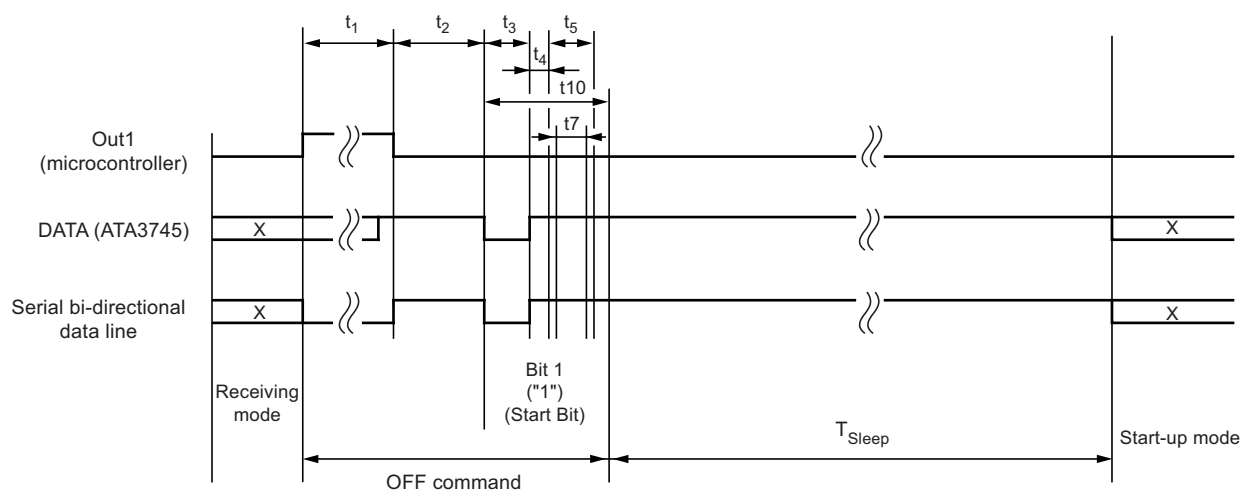 t1
t2
t3
t5
t4
t10
t7
Out1
(microcontroller)
DATA (ATA3745)
X
X
Serial bi-directional
data line
X
X
Bit 1
("1")
(Start Bit)
Receiving
mode
TSleep
Start-up mode
OFF command